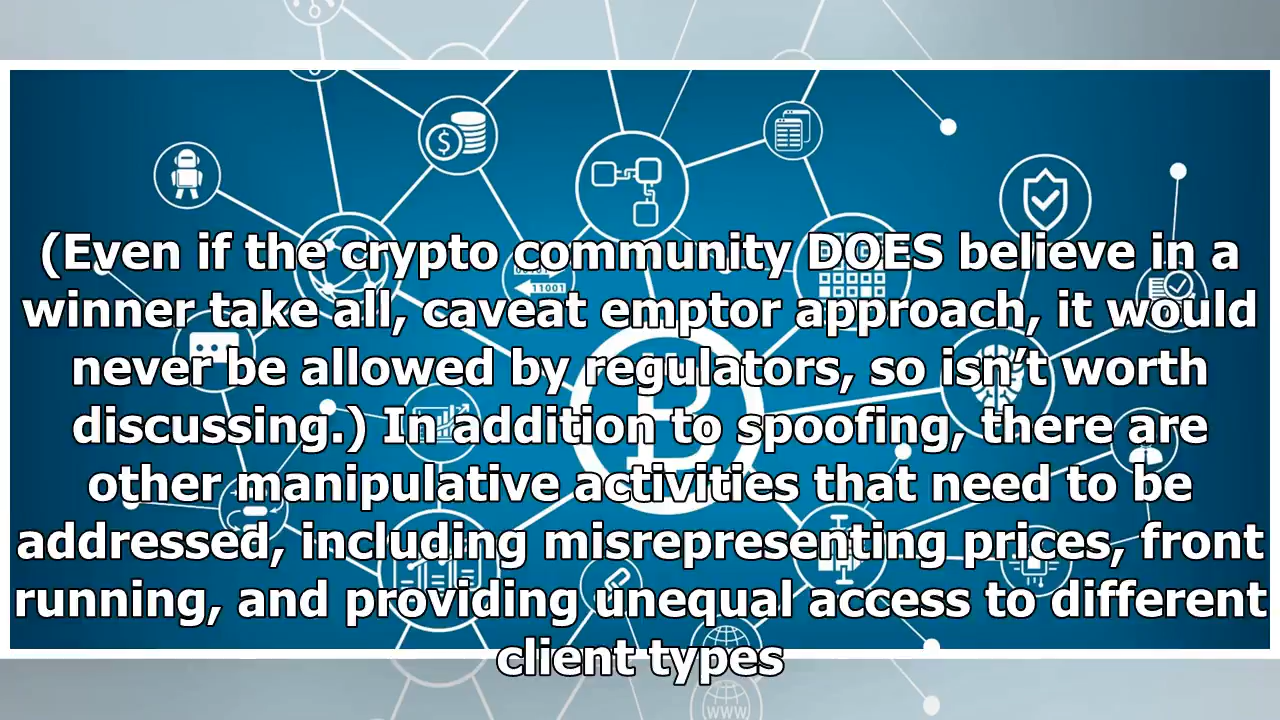 (Even if the crypto community DOES believe in a
winner take all, caveat emptor approach, it would
never be allowed by regulators, so isn’t worth
discussing.) In addition to spoofing, there are
other manipulative activities that need to be
addressed, including misrepresenting prices, front
running, and providing unequal access to different
client types
11001
WWW